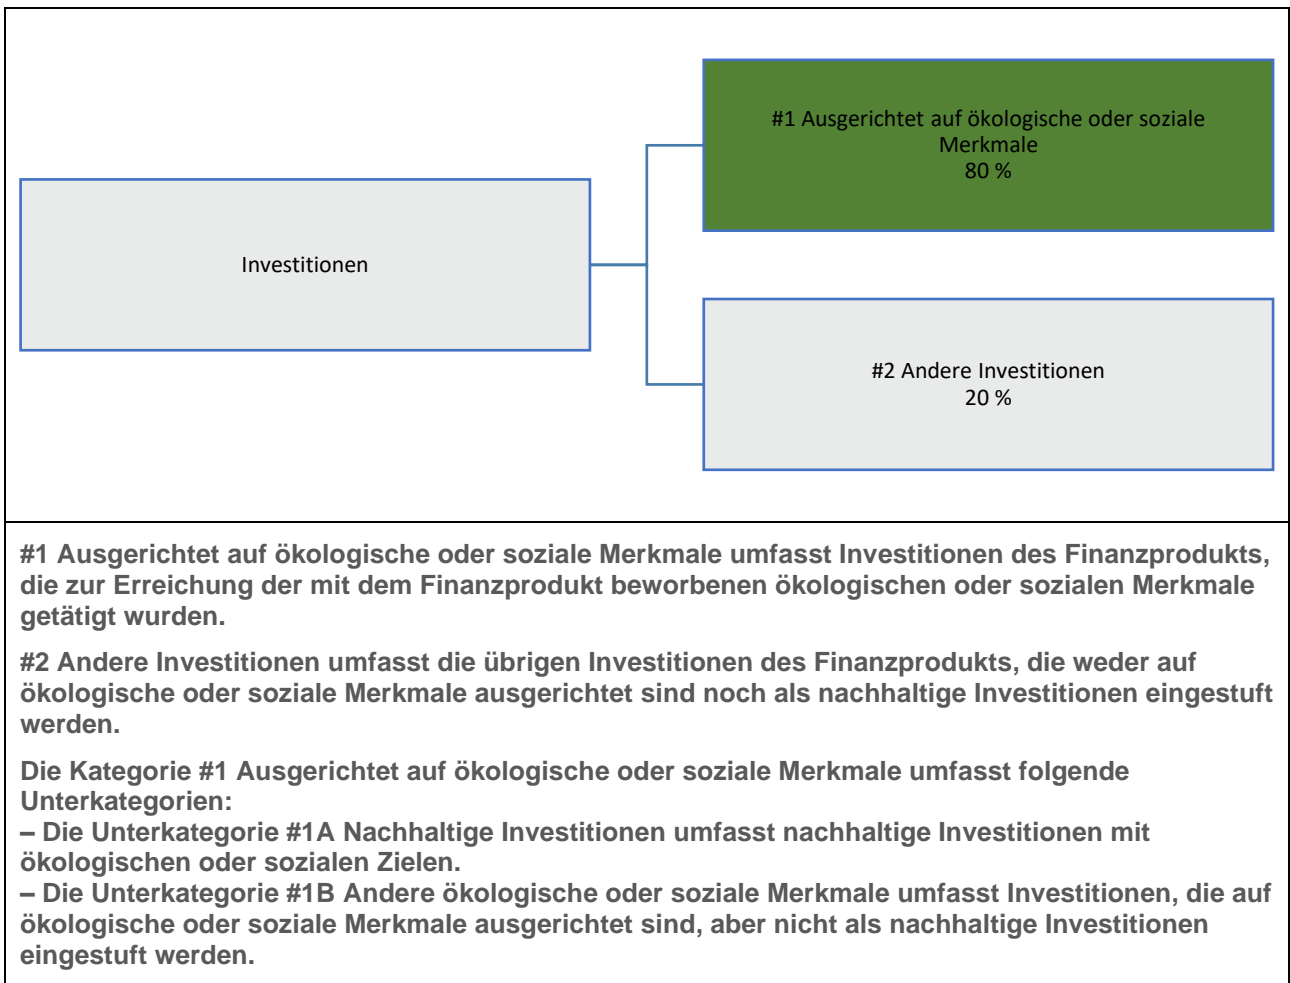 #1 Ausgerichtet auf ökologische oder soziale
Merkmale
80 %
Investitionen
#2 Andere Investitionen
20 %
#1 Ausgerichtet auf ökologische oder soziale Merkmale umfasst Investitionen des Finanzprodukts,
die zur Erreichung der mit dem Finanzprodukt beworbenen ökologischen oder sozialen Merkmale
getätigt wurden.
#2 Andere Investitionen umfasst die übrigen Investitionen des Finanzprodukts, die weder auf
ökologische oder soziale Merkmale ausgerichtet sind noch als nachhaltige Investitionen eingestuft
werden.
Die Kategorie #1 Ausgerichtet auf ökologische oder soziale Merkmale umfasst folgende
Unterkategorien:
– Die Unterkategorie #1A Nachhaltige Investitionen umfasst nachhaltige Investitionen mit
ökologischen oder sozialen Zielen.
– Die Unterkategorie #1B Andere ökologische oder soziale Merkmale umfasst Investitionen, die auf
ökologische oder soziale Merkmale ausgerichtet sind, aber nicht als nachhaltige Investitionen
eingestuft werden.